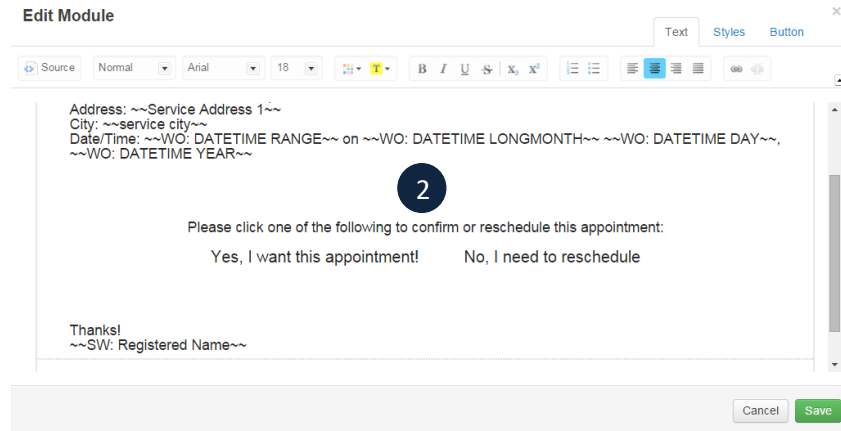 Edit Module
×
Text Styles Button
Source Normal Arial 18 T B I U S X₂ X²
Address: ~~Service Address 1~~
City: ~~service city~~
Date/Time: ~~WO: DATETIME RANGE~~ on ~~WO: DATETIME LONGMONTH~~ ~~WO: DATETIME DAY~~,
~~WO: DATETIME YEAR~~
2
Please click one of the following to confirm or reschedule this appointment:
Yes, I want this appointment! No, I need to reschedule
Thanks!
~~SW: Registered Name~~
Cancel Save